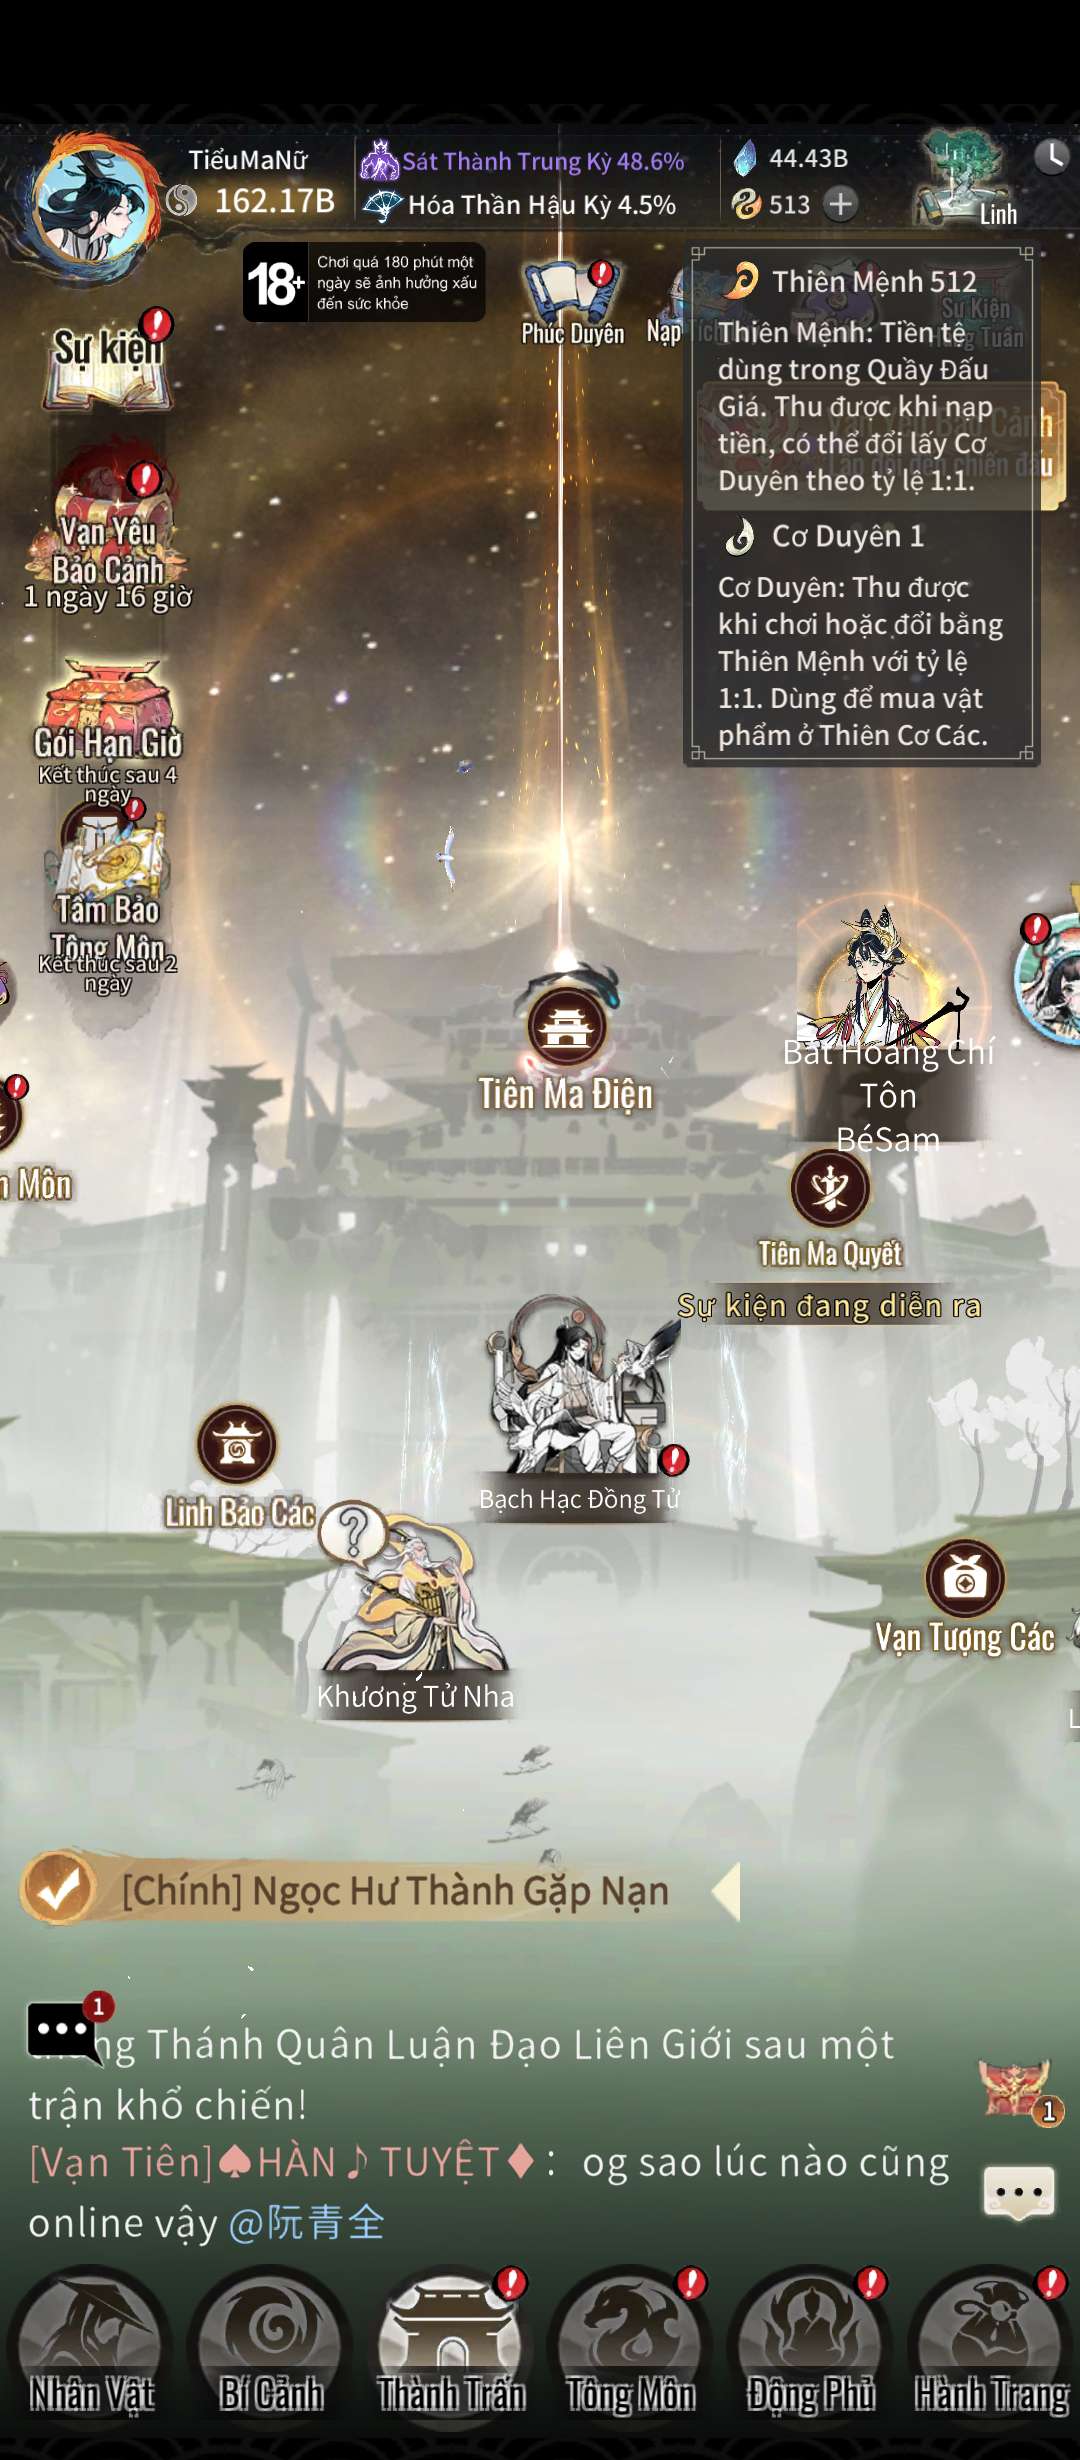 TiểuMaNữ
162.17B
Sát Thành Trung Kỳ 48.6%
Hóa Thần Hậu Kỳ 4.5%
44.43B
513
Linh
18+
Chơi quá 180 phút một
ngày sẽ ảnh hưởng xấu
đến sức khỏe
Phúc Duyên
Nạp Tích
Sự Kiện
Tuần
Sự kiện
Thiên Mệnh 512
Thiên Mệnh: Tiền tệ
dùng trong Quầy Đấu
Giá. Thu được khi nạp
tiền, có thể đổi lấy Cơ
Duyên theo tỷ lệ 1:1.
Cơ Duyên 1
Cơ Duyên: Thu được
khi chơi hoặc đổi bằng
Thiên Mệnh với tỷ lệ
1:1. Dùng để mua vật
phẩm ở Thiên Cơ Các.
Vạn Yêu
Bảo Cảnh
1 ngày 16 giờ
Gói Hạn Giờ
Kết thúc sau 4
ngày
Tầm Bảo
Tông Môn
Kết thúc sau 2
ngày
Tiên Ma Điện
Bát Hoang Chí
Tôn
BéSam
Môn
Tiên Ma Quyết
Sự kiện đang diễn ra
Bạch Hạc Đồng Tử
Linh Bảo Các
Khương Tử Nha
Vạn Tượng Các
[Chính] Ngọc Hư Thành Gặp Nạn
1
Thánh Quân Luận Đạo Liên Giới sau một
trận khổ chiến!
1
[Vạn Tiên]♠HÀN♪TUYỆT♦: og sao lúc nào cũng
online vậy @阮青全
Nhân Vật
Bí Cảnh
Thành Trấn
Tông Môn
Động Phủ
Hành Trang